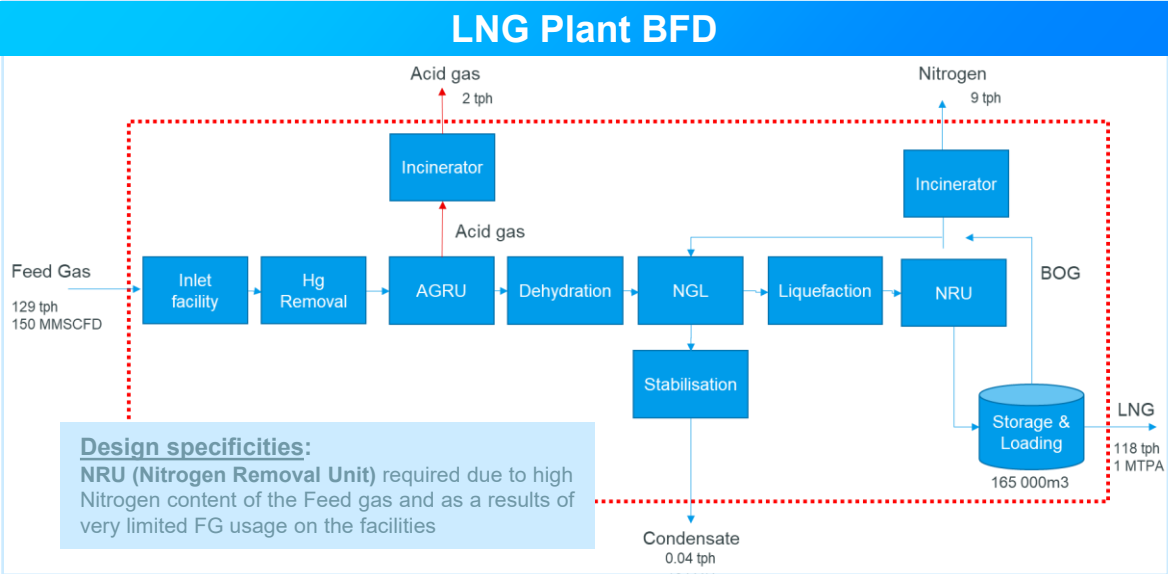 LNG Plant BFD
Acid gas
2 tph
Nitrogen
9 tph
Incinerator
Incinerator
Acid gas
Feed Gas
129 tph
150 MMSCFD
Inlet
facility
Hg
Removal
AGRU
Dehydration
NGL
Liquefaction
NRU
BOG
Stabilisation
Storage &
Loading
165 000m3
LNG
118 tph
1 MTPA
Design specificities:
NRU (Nitrogen Removal Unit) required due to high
Nitrogen content of the Feed gas and as a results of
very limited FG usage on the facilities
Condensate
0.04 tph